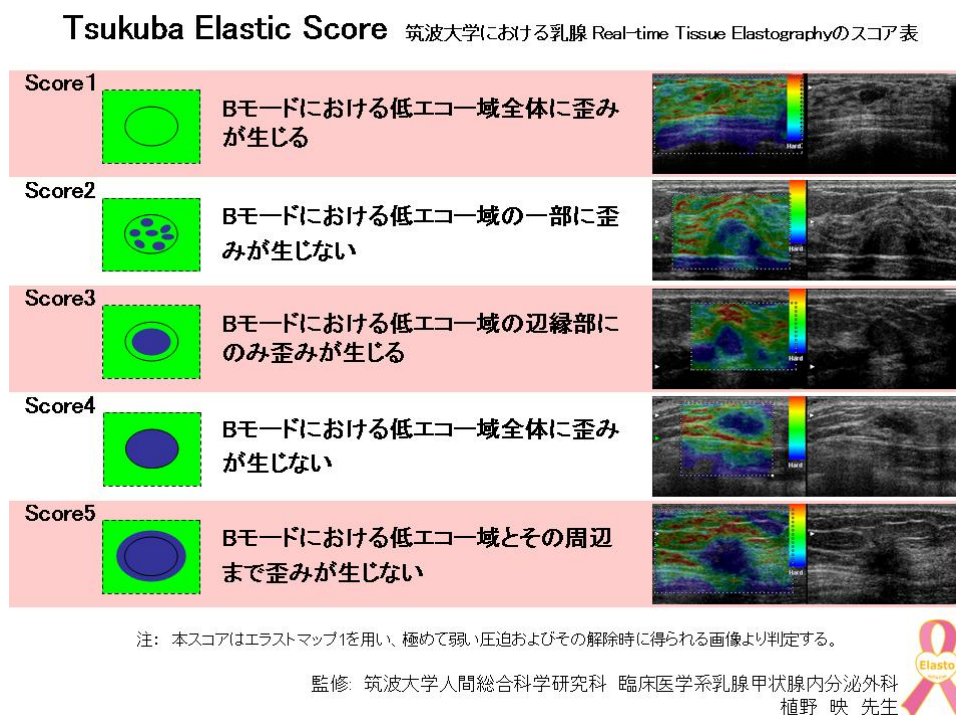 Tsukuba Elastic Score 筑波大学における乳腺 Real-time Tissue Elastographyのスコア表
Score1
Bモードにおける低エコー域全体に歪み
が生じる
Hard
Score2
Bモードにおける低エコー域の一部に歪
みが生じない
Hard
Score3
Bモードにおける低エコー域の辺縁部に
のみ歪みが生じる
Hard
Score4
Bモードにおける低エコー域全体に歪み
が生じない
Hard
Score5
Bモードにおける低エコー域とその周辺
まで歪みが生じない
Hard
注: 本スコアはエラストマップ1を用い、極めて弱い圧迫およびその解除時に得られる画像より判定する。
Elasto
監修: 筑波大学人間総合科学研究科 臨床医学系乳腺甲状腺内分泌外科
植野 映 先生